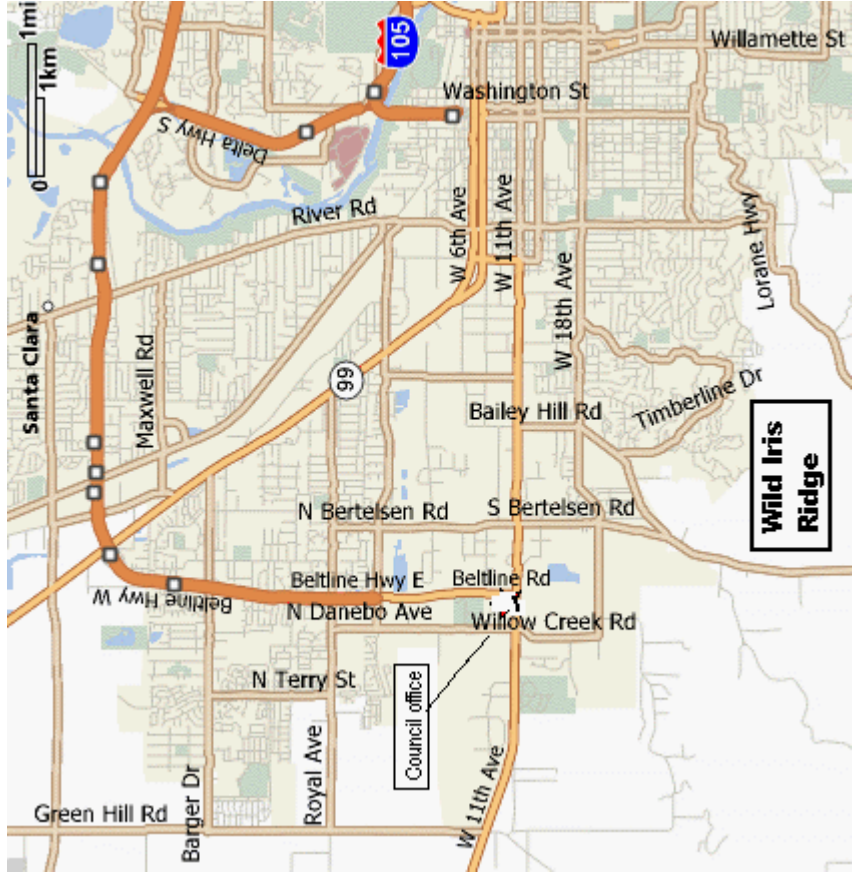 1mi
1km
0
105
Willamette St
Washington St
Delta Hwy S
River Rd
W 6th Ave
W 11th Ave
Lorane Hwy
Santa Clara
Maxwell Rd
W 18th Ave
99
Bailey Hill Rd
Timberline Dr
Wild Iris
Ridge
N Bertelsen Rd
S Bertelsen Rd
Beltline Hwy W
Beltline Hwy E
Beltline Rd
N Danebo Ave
Willow Creek Rd
N Terry St
Council office
Green Hill Rd
Barger Dr
Royal Ave
W 11th Ave